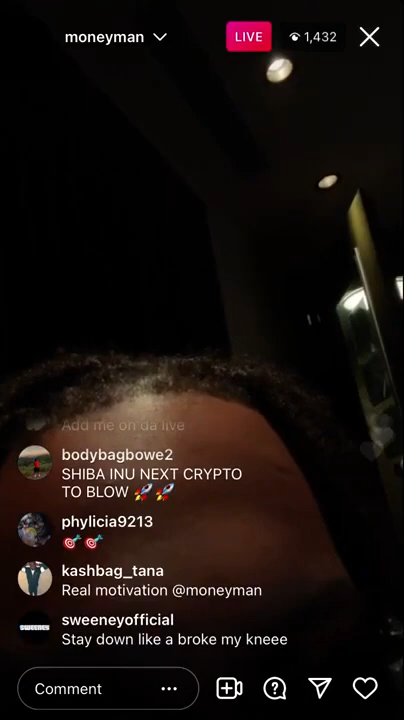 moneyman
LIVE
1,432
Add me on da live
bodybagbowe2
SHIBA INU NEXT CRYPTO
TO BLOW 🚀 🚀
phylicia9213
🎯 🎯
kashbag_tana
Real motivation @moneyman
sweeneyofficial
SWEENEY
Stay down like a broke my kneee
Comment